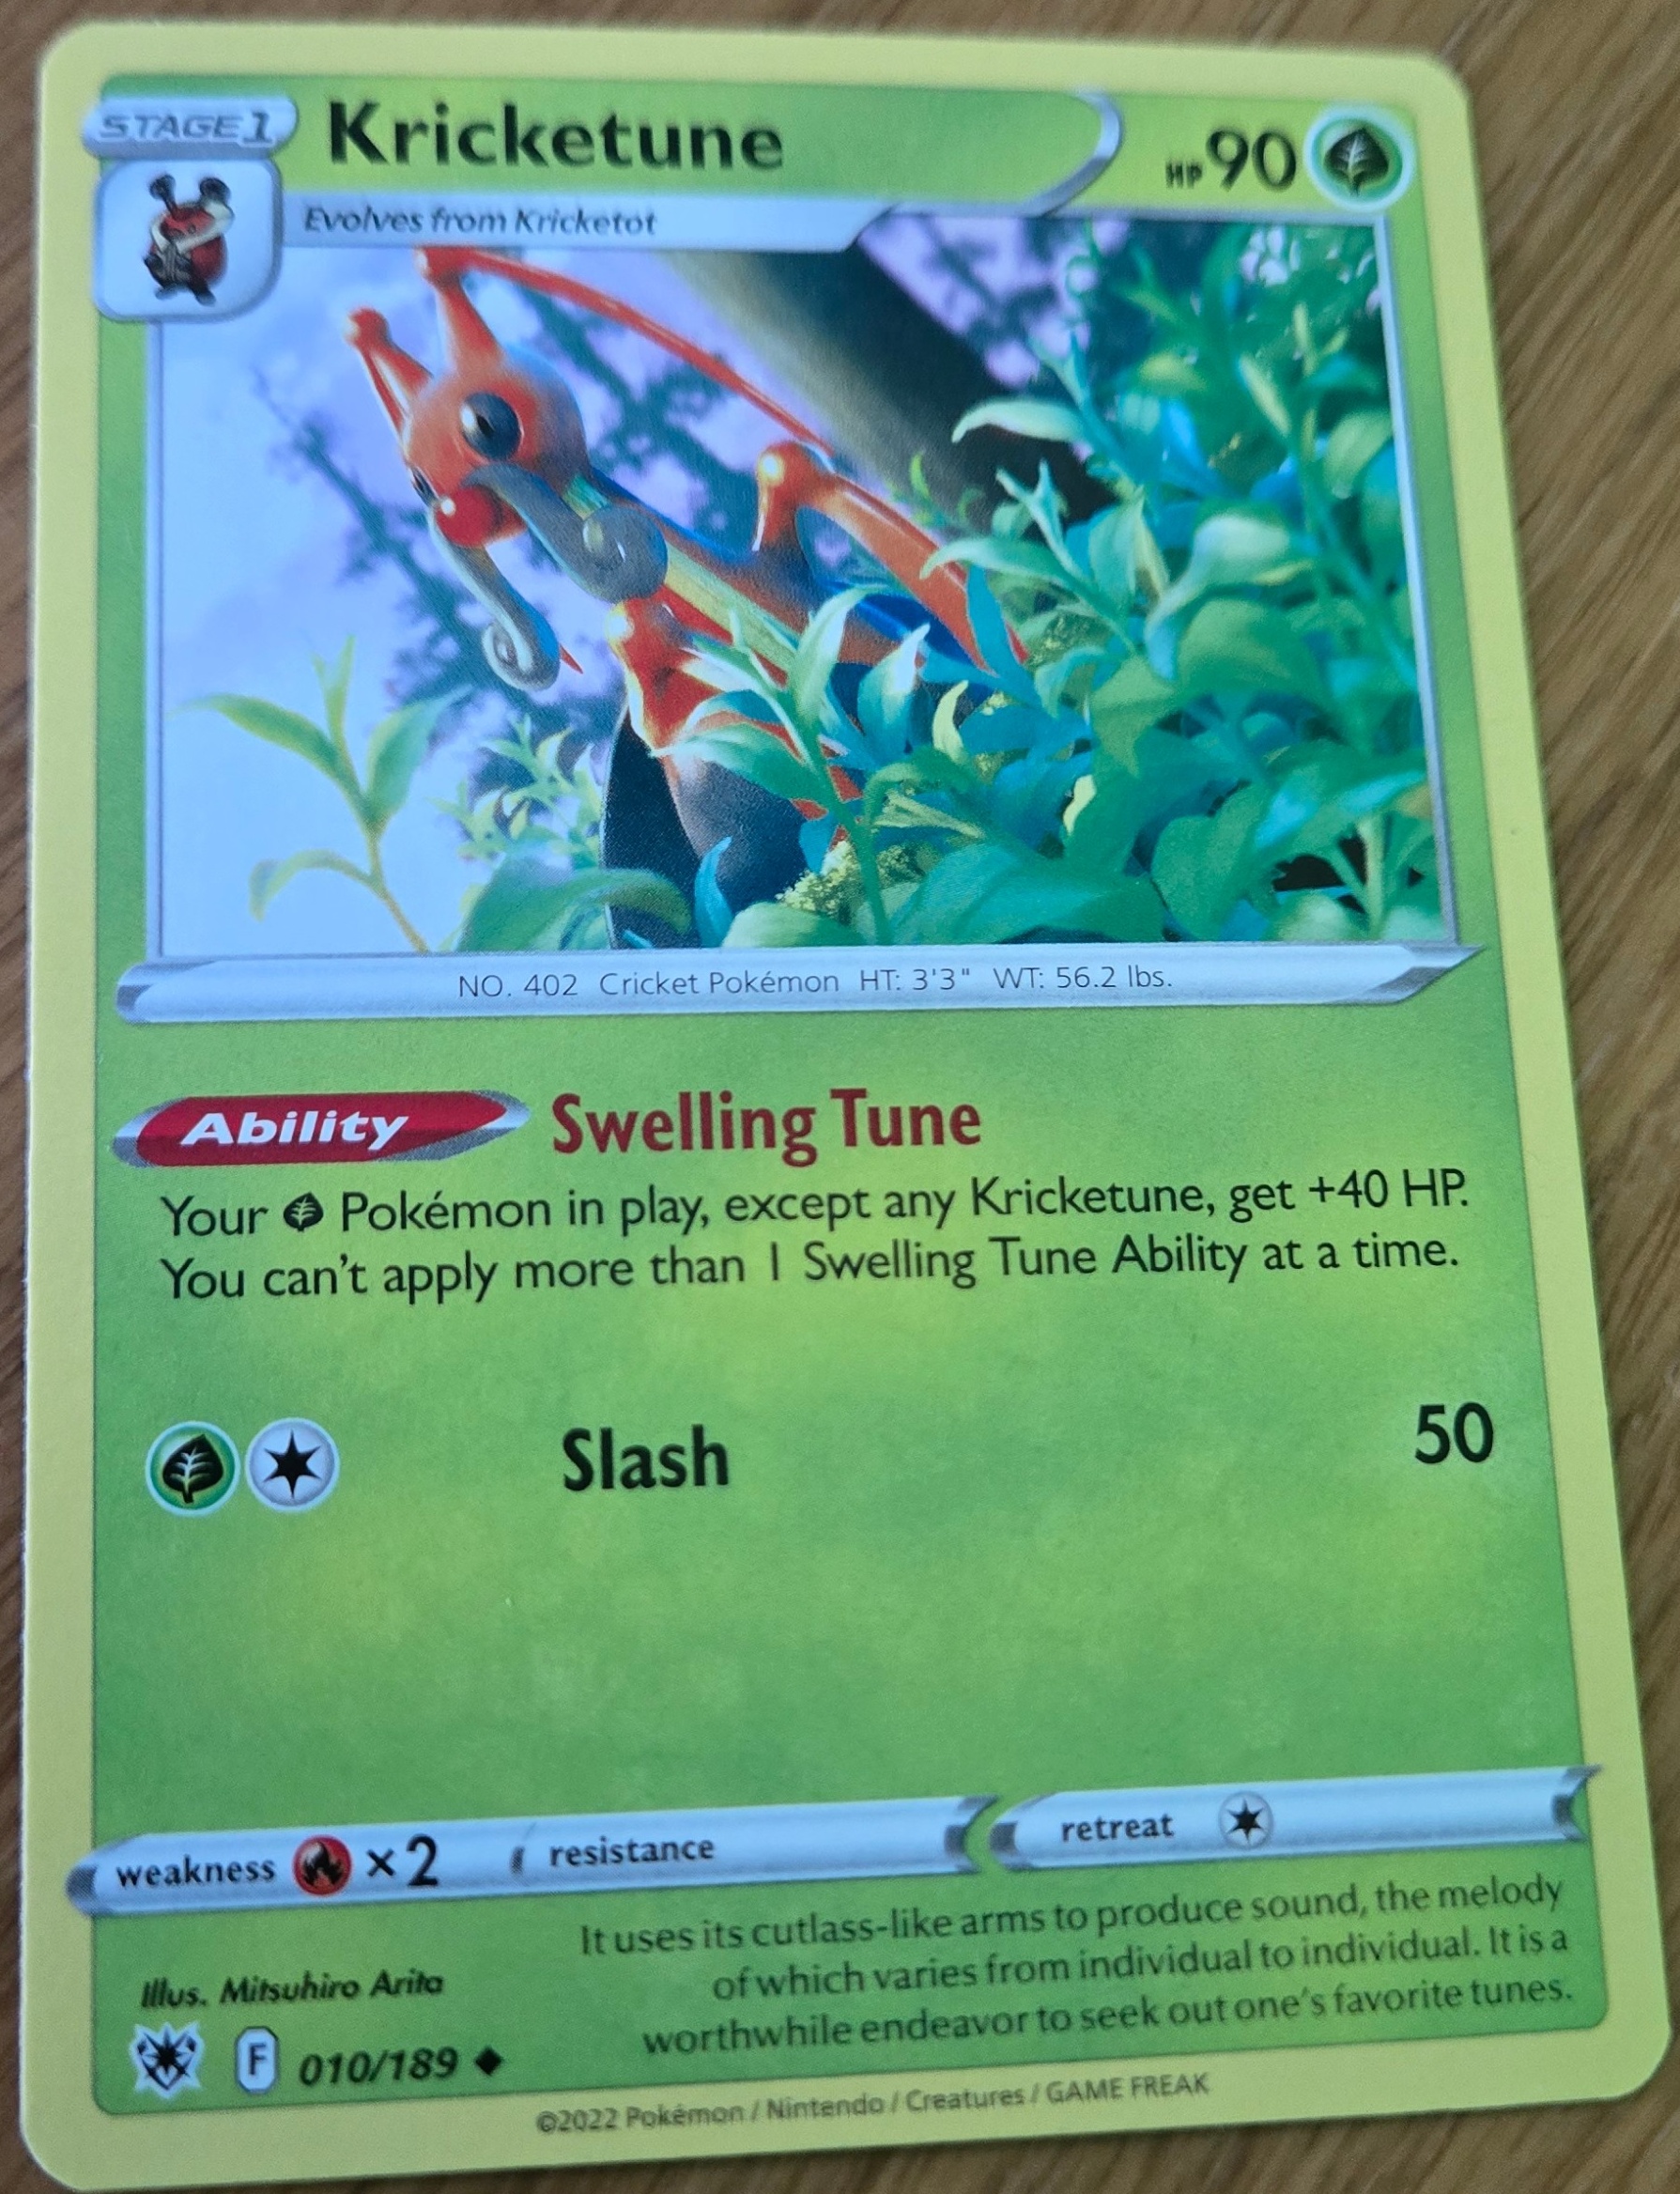 STAGE 1
Kricketune
HP 90
Evolves from Kricketot
NO. 402 Cricket Pokémon HT: 3'3" WT: 56.2 lbs.
Ability Swelling Tune
Your Pokémon in play, except any Kricketune, get +40 HP.
You can't apply more than 1 Swelling Tune Ability at a time.
Slash 50
weakness ×2 resistance retreat
It uses its cutlass-like arms to produce sound, the melody
of which varies from individual to individual. It is a
worthwhile endeavor to seek out one's favorite tunes.
Illus. Mitsuhiro Arita
F 010/189
©2022 Pokémon / Nintendo / Creatures / GAME FREAK